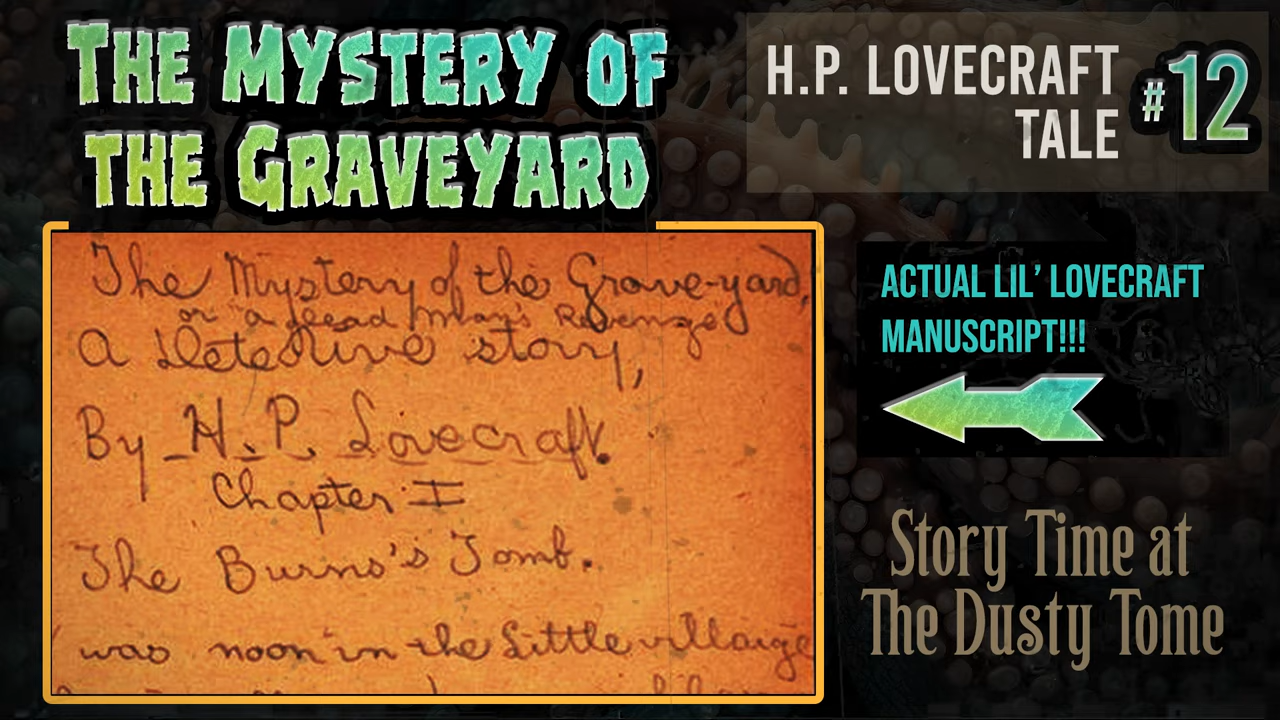 THE MYSTERY OF
THE GRAVEYARD
H.P. LOVECRAFT
TALE #12
The Mystery of the Grave-yard,
or "a dead Man's Revenge"
A Detective story,
By H. P. Lovecraft.
Chapter I
The Burns's Tomb.
was noon in the Little village
ACTUAL LIL' LOVECRAFT
MANUSCRIPT!!!
Story Time at
The Dusty Tome